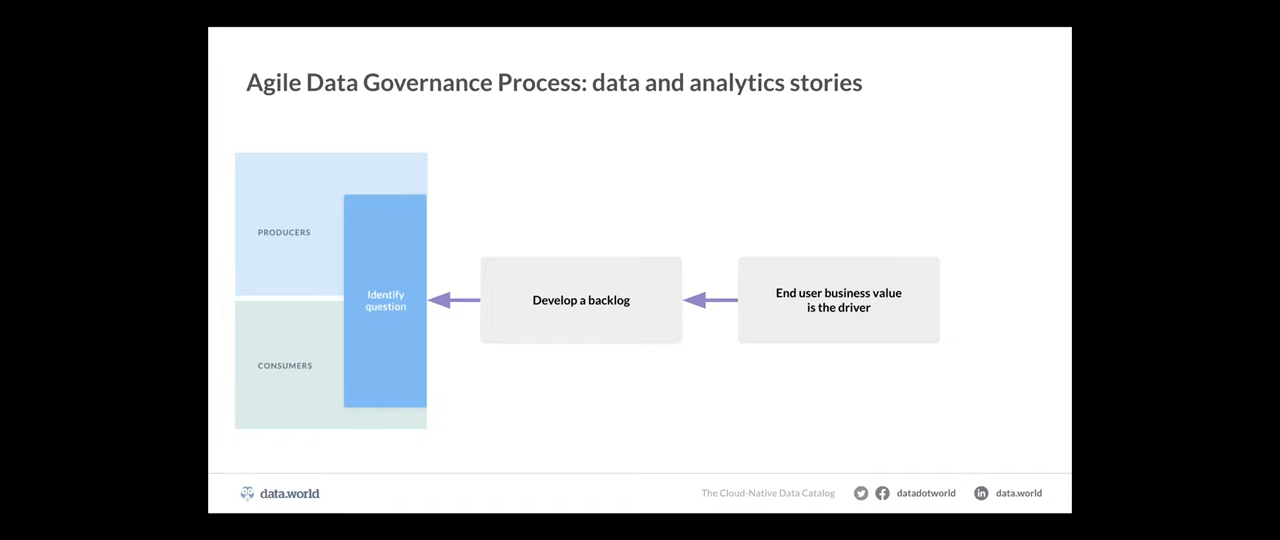 Agile Data Governance Process: data and analytics stories
PRODUCERS
CONSUMERS
Identify
question
Develop a backlog
End user business value
is the driver
data.world
The Cloud-Native Data Catalog
datadotworld
data.world